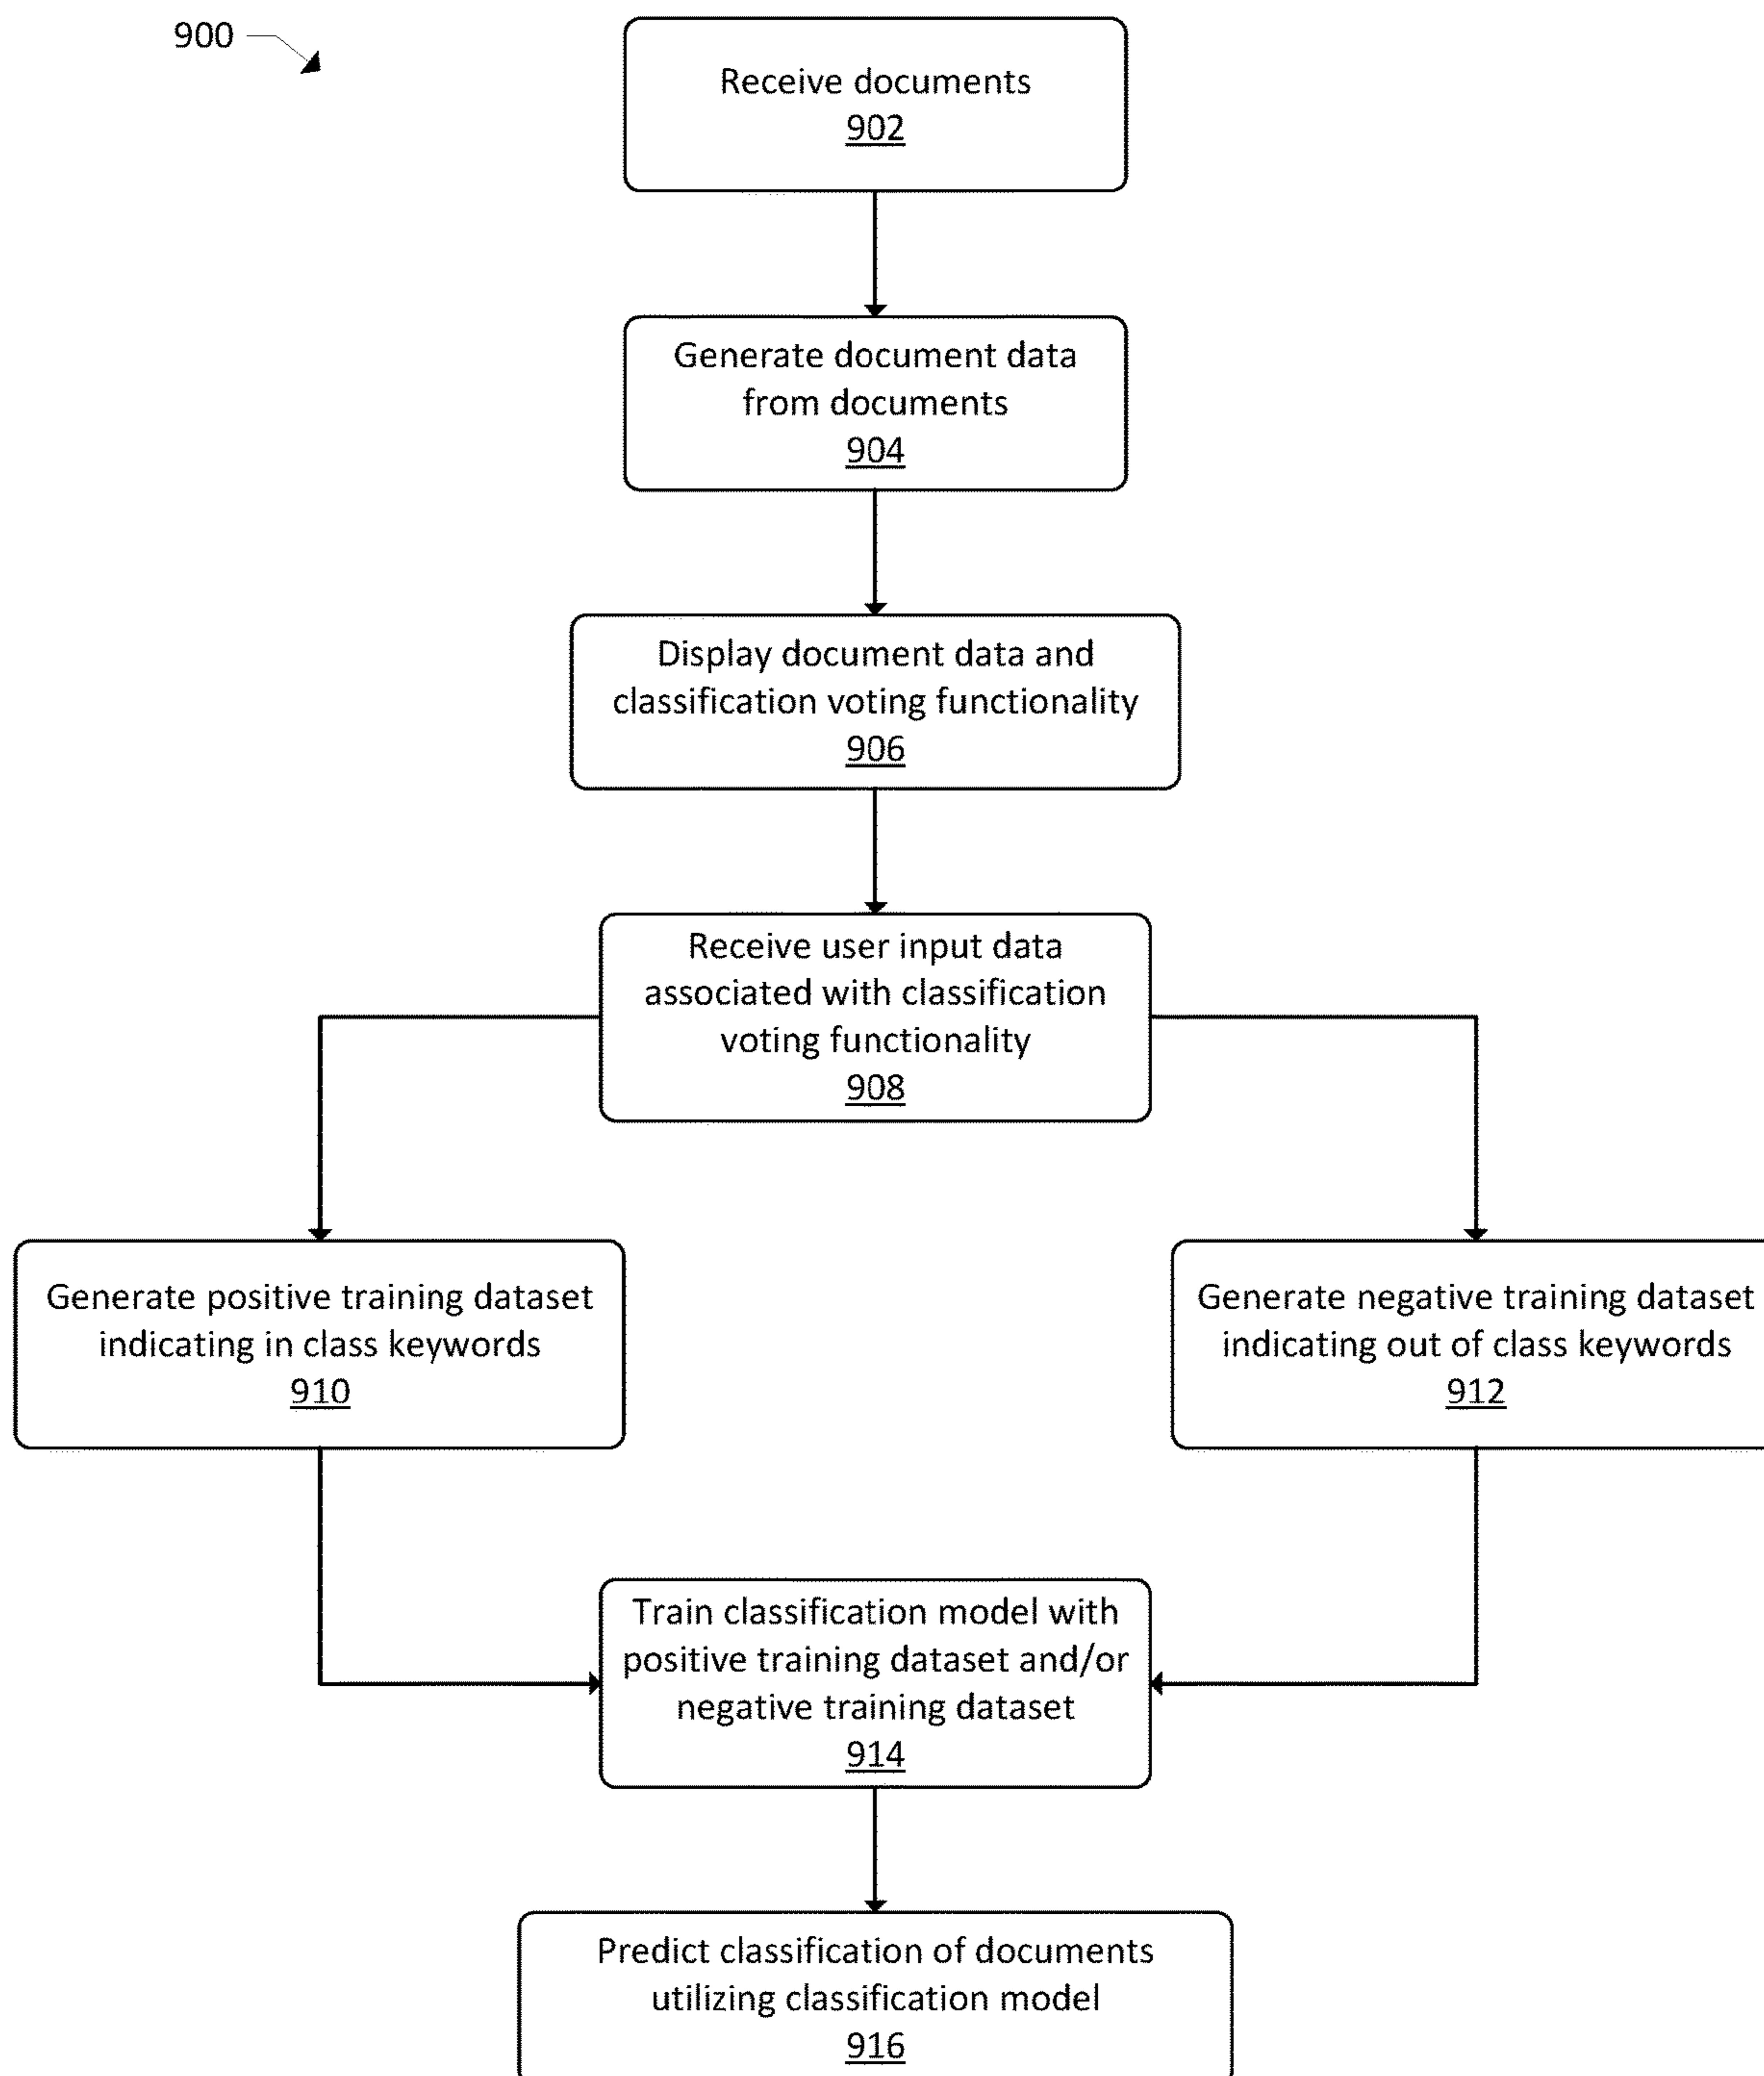 900
Receive documents
902
Generate document data
from documents
904
Display document data and
classification voting functionality
906
Receive user input data
associated with classification
voting functionality
908
Generate positive training dataset
indicating in class keywords
910
Generate negative training dataset
indicating out of class keywords
912
Train classification model with
positive training dataset and/or
negative training dataset
914
Predict classification of documents
utilizing classification model
916